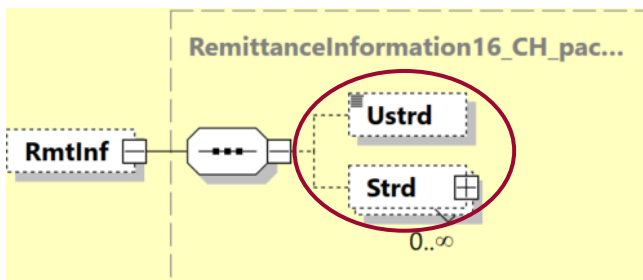 RemittanceInformation16_CH_pac...
Ustrd
RmtInf
Strd
0..∞